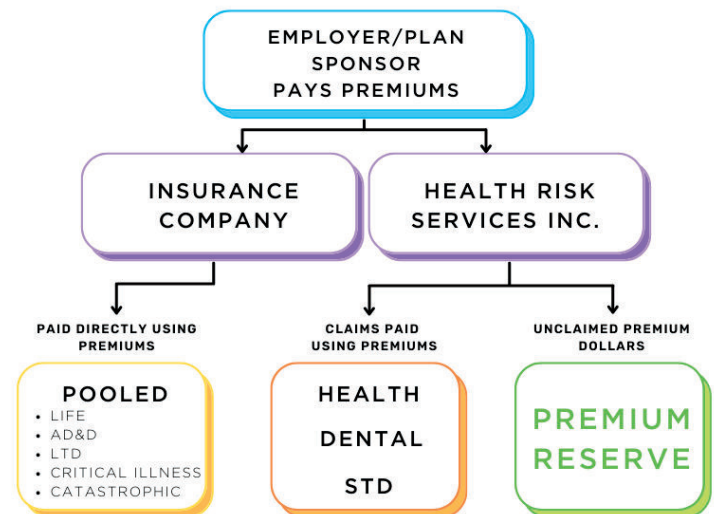 EMPLOYER/PLAN
SPONSOR
PAYS PREMIUMS
INSURANCE
COMPANY
HEALTH RISK
SERVICES INC.
PAID DIRECTLY USING
PREMIUMS
CLAIMS PAID
USING PREMIUMS
UNCLAIMED PREMIUM
DOLLARS
POOLED
• LIFE
• AD&D
• LTD
• CRITICAL ILLNESS
• CATASTROPHIC
HEALTH
DENTAL
STD
PREMIUM
RESERVE